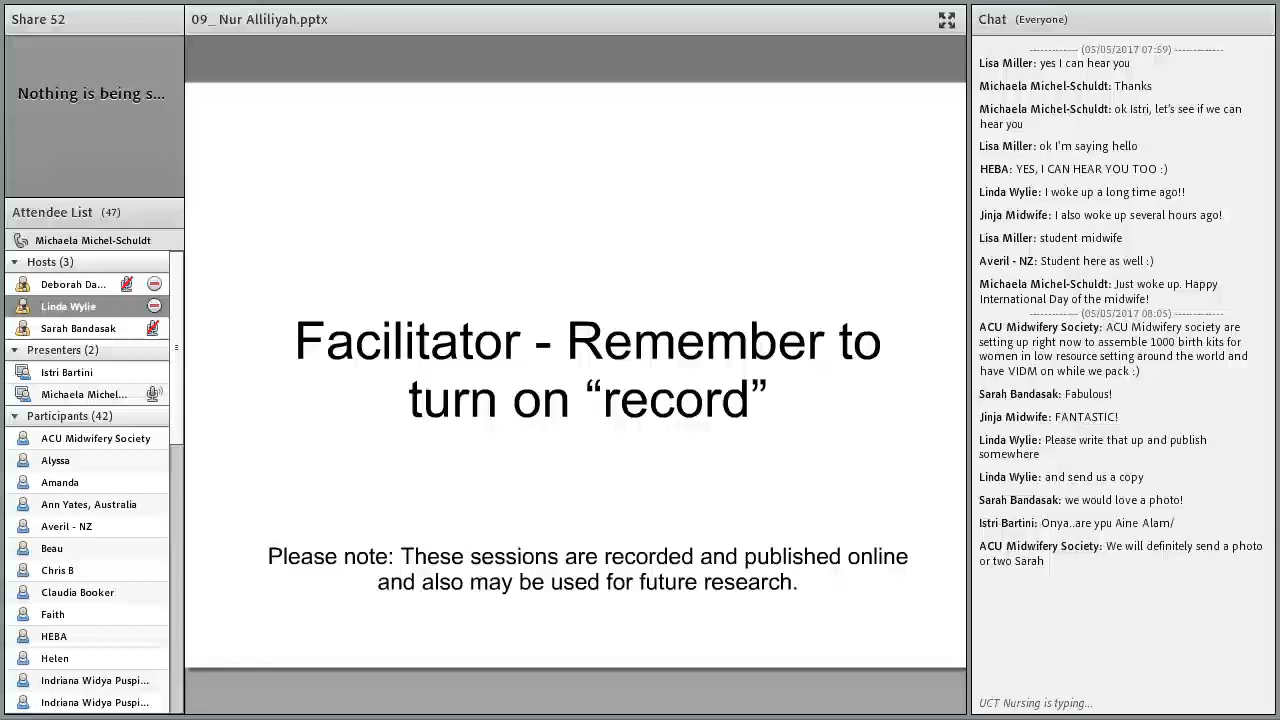 Share 52
Nothing is being s...
Attendee List (47)
Michaela Michel-Schuldt
Hosts (3)
Deborah Da...
Linda Wylie
Sarah Bandasak
Presenters (2)
Istri Bartini
Michaela Michel...
Participants (42)
ACU Midwifery Society
Alyssa
Amanda
Ann Yates, Australia
Averil - NZ
Beau
Chris B
Claudia Booker
Faith
HEBA
Helen
Indriana Widya Puspi...
Indriana Widya Puspi...
09_ Nur Alliliyah.pptx
Facilitator - Remember to
turn on “record”
Please note: These sessions are recorded and published online
and also may be used for future research.
Chat (Everyone)
-------------- (05/05/2017 07:59) --------------
Lisa Miller: yes I can hear you
Michaela Michel-Schuldt: Thanks
Michaela Michel-Schuldt: ok Istri, let's see if we can
hear you
Lisa Miller: ok I'm saying hello
HEBA: YES, I CAN HEAR YOU TOO :)
Linda Wylie: I woke up a long time ago!!
Jinja Midwife: I also woke up several hours ago!
Lisa Miller: student midwife
Averil - NZ: Student here as well :)
Michaela Michel-Schuldt: Just woke up. Happy
International Day of the midwife!
-------------- (05/05/2017 08:05) --------------
ACU Midwifery Society: ACU Midwifery society are
setting up right now to assemble 1000 birth kits for
women in low resource setting around the world and
have VIDM on while we pack :)
Sarah Bandasak: Fabulous!
Jinja Midwife: FANTASTIC!
Linda Wylie: Please write that up and publish
somewhere
Linda Wylie: and send us a copy
Sarah Bandasak: we would love a photo!
Istri Bartini: Onya..are ypu Aine Alam/
ACU Midwifery Society: We will definitely send a photo
or two Sarah
UCT Nursing is typing...